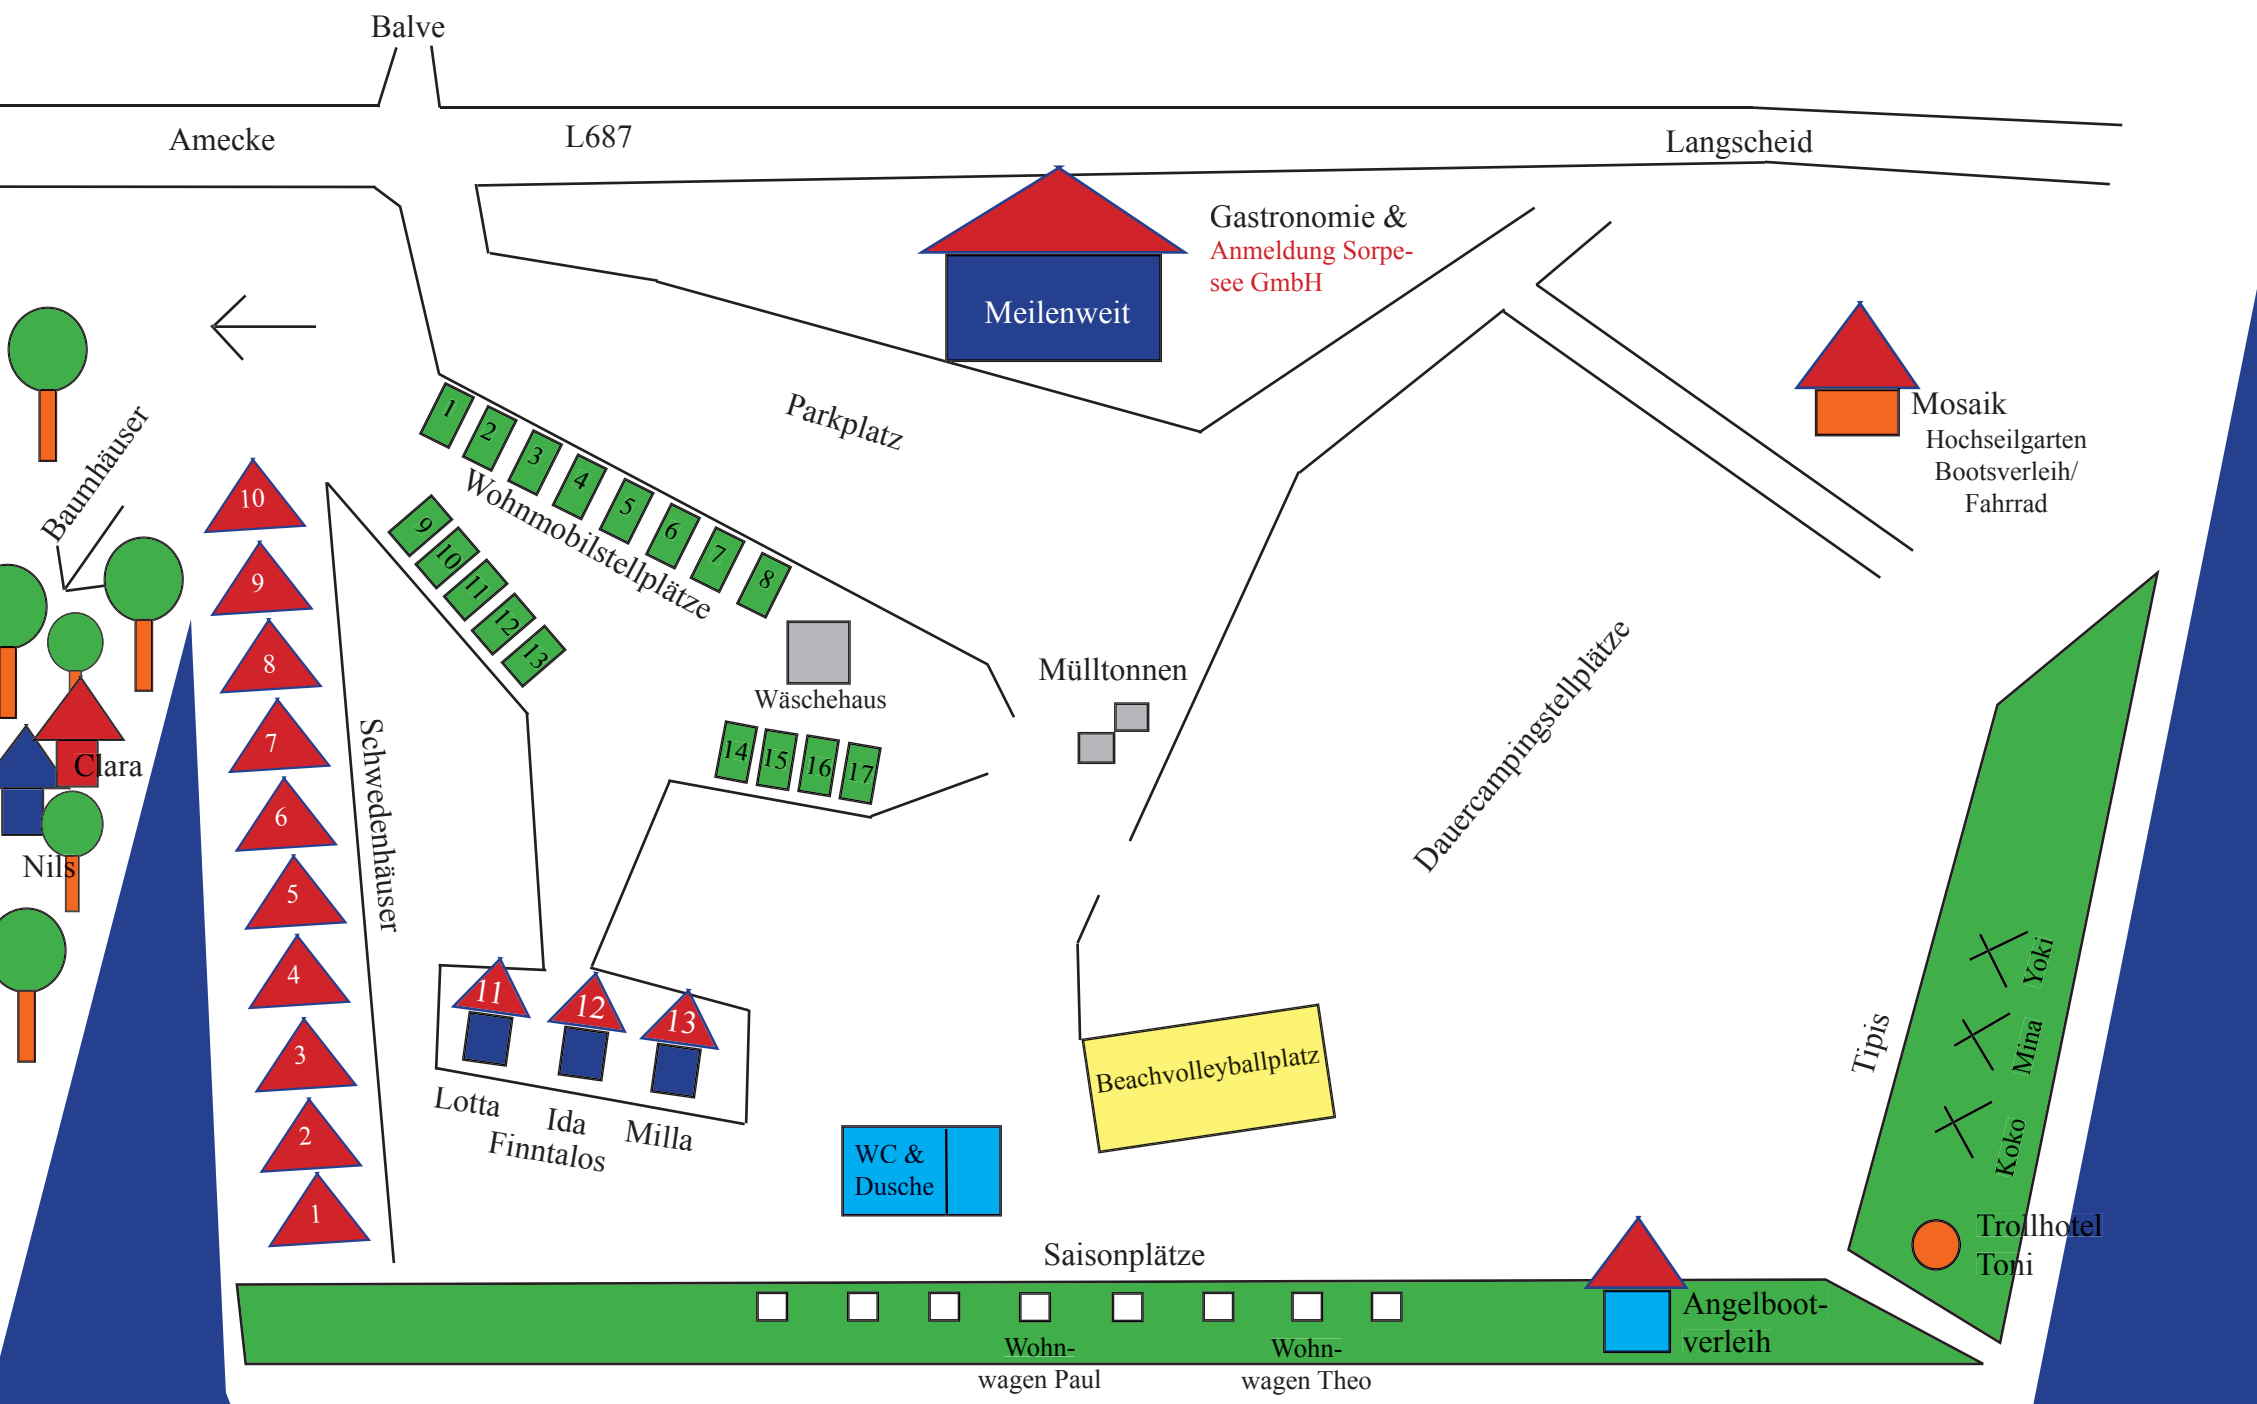 Balve
Amecke
L687
Langscheid
Gastronomie &
Anmeldung Sorpe-
see GmbH
Meilenweit
Parkplatz
Mosaik
Hochseilgarten
Bootsverleih/
Fahrrad
Baumhäuser
1
2
3
4
5
6
7
8
Wohnmobilstellplätze
9
10
11
12
13
Wäschehaus
14
15
16
17
Mülltonnen
Dauercampingstellplätze
10
9
8
7
6
5
4
3
2
1
Schwedenhäuser
Clara
Nils
11
12
13
Lotta
Ida
Milla
Finntalos
Beachvolleyballplatz
WC &
Dusche
Tipis
Yoki
Mina
Koko
Trollhotel
Toni
Saisonplätze
Angelboot-
verleih
Wohn-
wagen Paul
Wohn-
wagen Theo